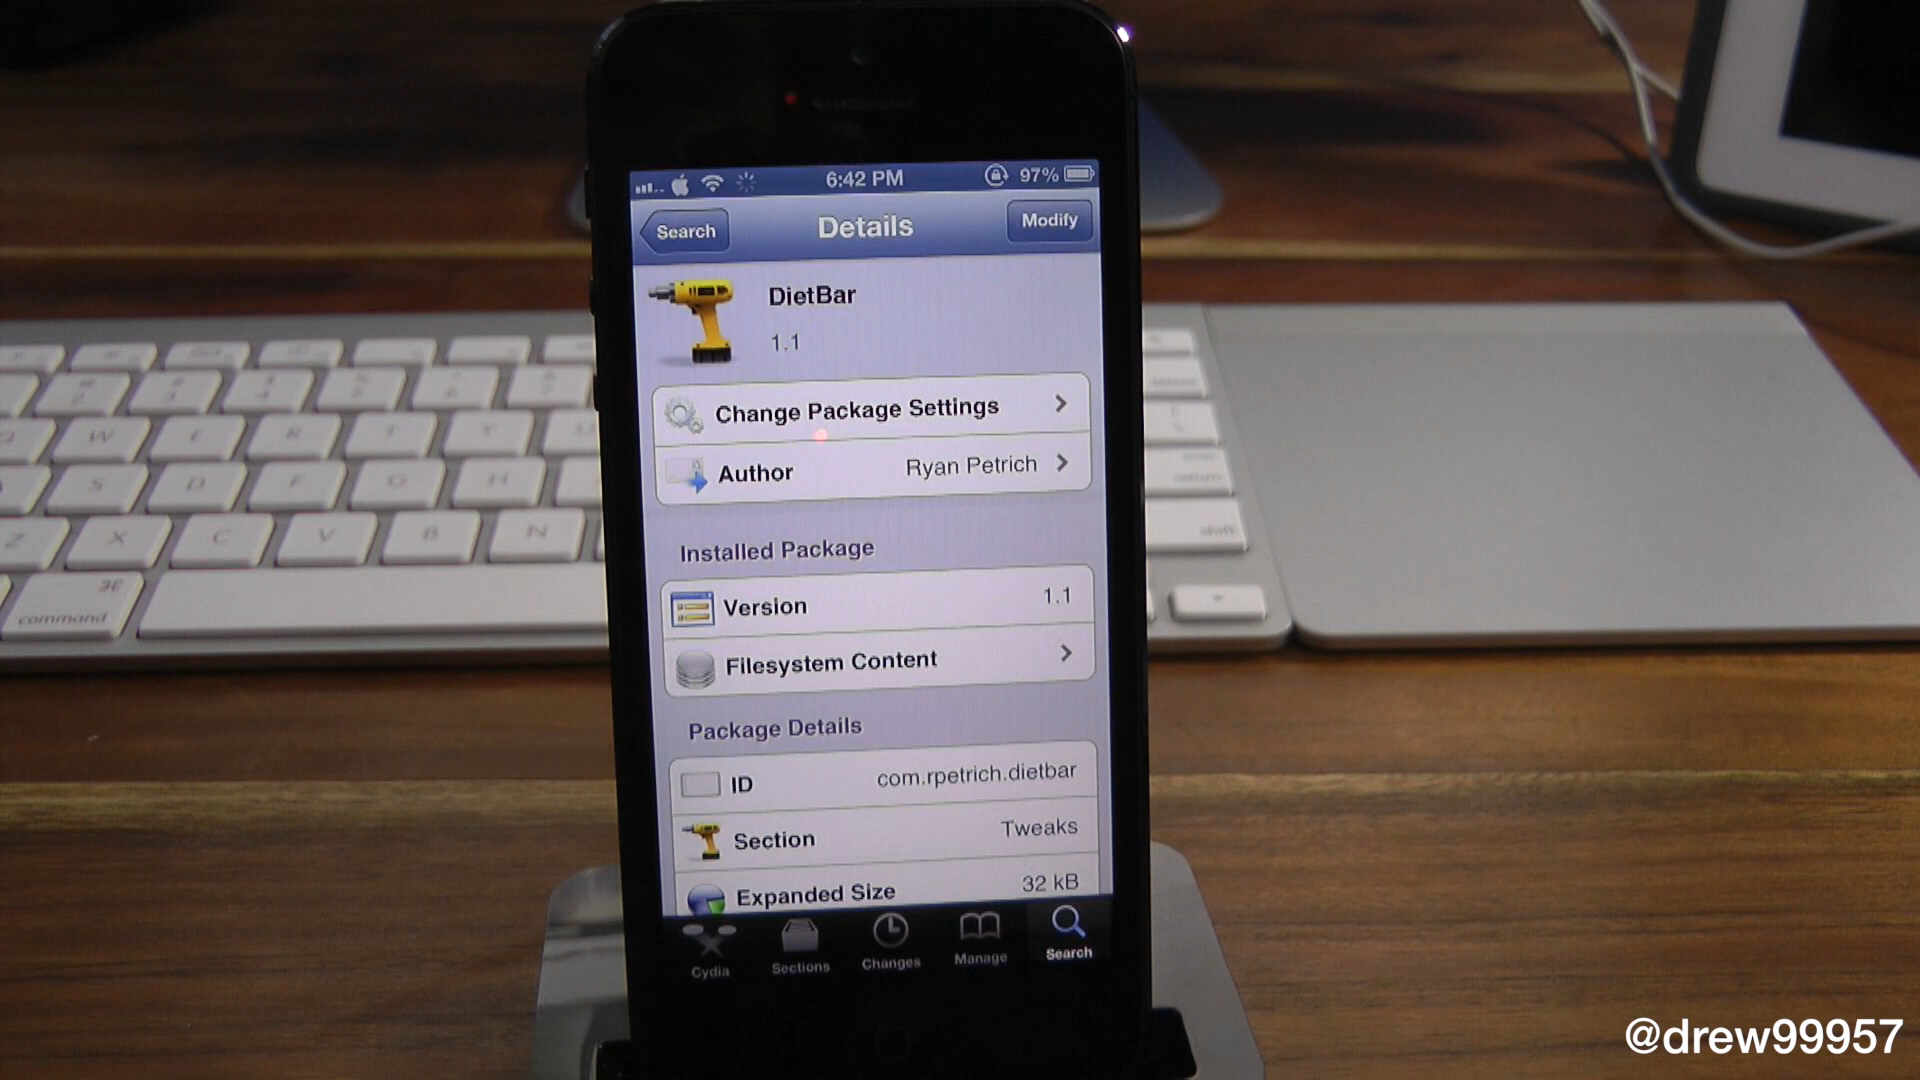 6:42 PM 97%
Search Details Modify
DietBar
1.1
Change Package Settings
Author Ryan Petrich
Installed Package
Version 1.1
Filesystem Content
Package Details
ID com.rpetrich.dietbar
Section Tweaks
Expanded Size 32 kB
Cydia Sections Changes Manage Search
W E R T Y U
S D F G H
return
Z X C V B N
shift
⌘
command
@drew99957